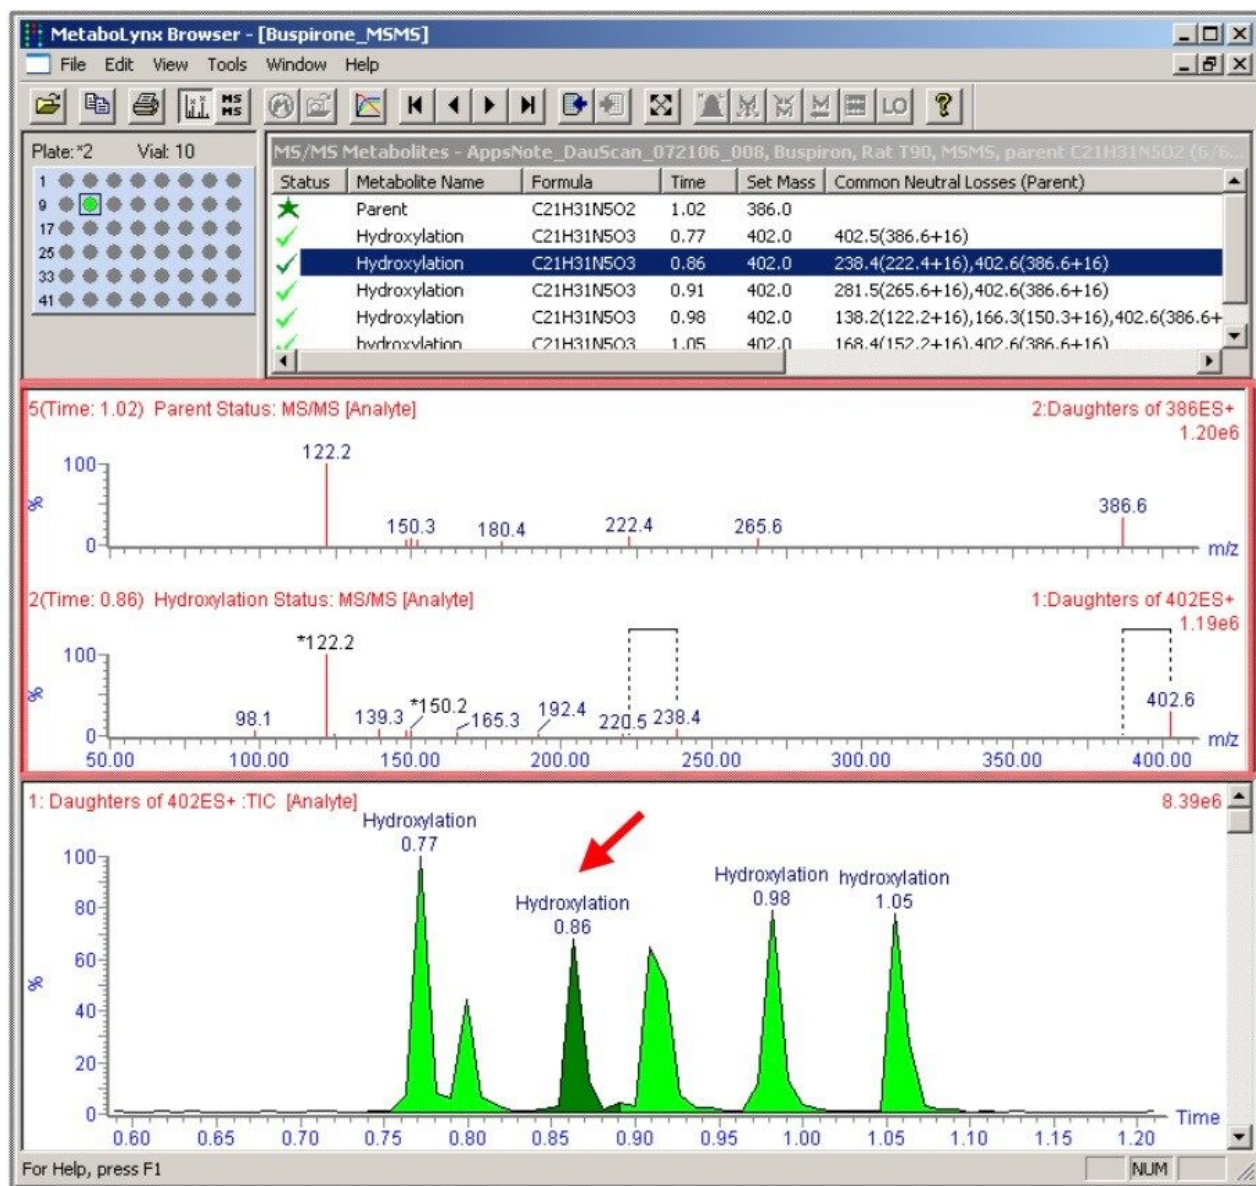 MetaboLynx Browser - [Buspirone_MSMS]
File Edit View Tools Window Help
MS
MS
LO
Plate: *2 Vial: 10
1
9
17
25
33
41
MS/MS Metabolites - AppsNote_DauScan_072106_008, Buspiron, Rat T90, MSMS, parent C21H31N5O2 (6/6...
Status Metabolite Name Formula Time Set Mass Common Neutral Losses (Parent)
Parent C21H31N5O2 1.02 386.0
Hydroxylation C21H31N5O3 0.77 402.0 402.5(386.6+16)
Hydroxylation C21H31N5O3 0.86 402.0 238.4(222.4+16),402.6(386.6+16)
Hydroxylation C21H31N5O3 0.91 402.0 281.5(265.6+16),402.6(386.6+16)
Hydroxylation C21H31N5O3 0.98 402.0 138.2(122.2+16),166.3(150.3+16),402.6(386.6+
hydroxylation C21H31N5O3 1.05 402.0 168.4(152.2+16),402.6(386.6+16)
5(Time: 1.02) Parent Status: MS/MS [Analyte] 2:Daughters of 386ES+
1.20e6
122.2
100
%
150.3 180.4 222.4 265.6 386.6
0
m/z
2(Time: 0.86) Hydroxylation Status: MS/MS [Analyte] 1:Daughters of 402ES+
1.19e6
*122.2
100
%
98.1 139.3 *150.2 165.3 192.4 220.5 238.4 402.6
0
m/z
50.00 100.00 150.00 200.00 250.00 300.00 350.00 400.00
1: Daughters of 402ES+ :TIC [Analyte] 8.39e6
Hydroxylation
0.77
Hydroxylation
0.86
Hydroxylation
0.98
hydroxylation
1.05
100
80
60
%
40
20
0
Time
0.60 0.65 0.70 0.75 0.80 0.85 0.90 0.95 1.00 1.05 1.10 1.15 1.20
For Help, press F1 NUM